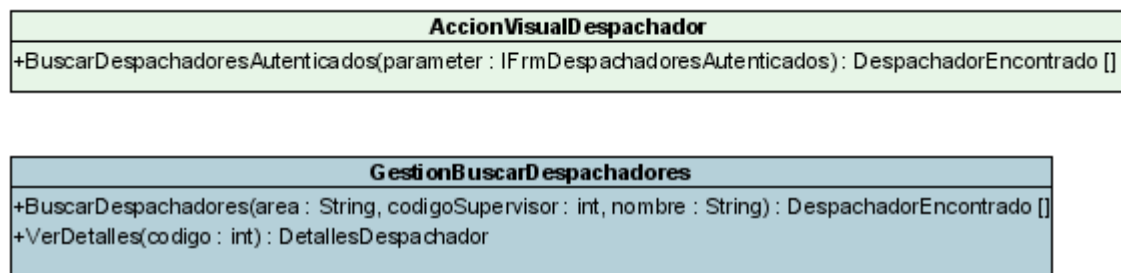 AccionVisualDespachador
+BuscarDespachadoresAutenticados(parameter : IFrmDespachadoresAutenticados) : DespachadorEncontrado []
GestionBuscarDespachadores
+BuscarDespachadores(area : String, codigoSupervisor : int, nombre : String) : DespachadorEncontrado []
+VerDetalles(codigo : int) : DetallesDespachador